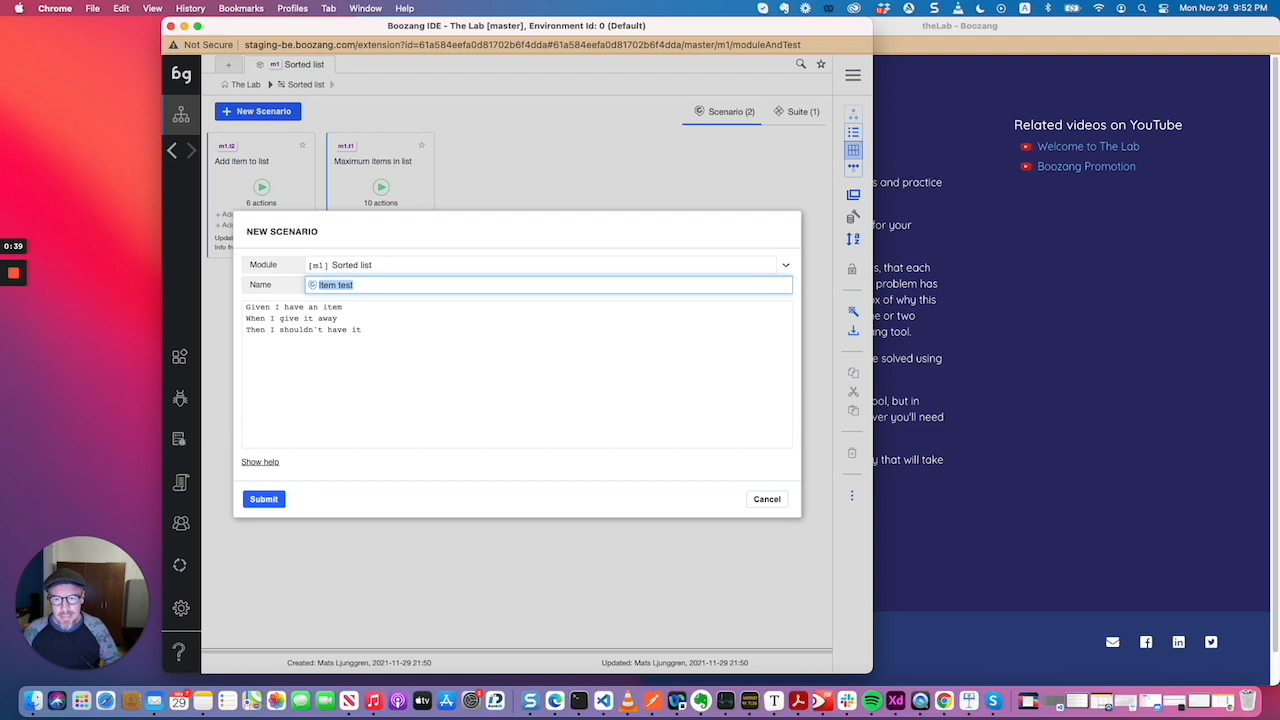 Chrome File Edit View History Bookmarks Profiles Tab Window Help
Mon Nov 29 9:52 PM
Boozang IDE - The Lab [master], Environment Id: 0 (Default)
theLab - Boozang
Not Secure | staging-be.boozang.com/extension?id=61a584eefa0d81702b6f4dda#61a584eefa0d81702b6f4dda/master/m1/moduleAndTest
bg
+ m1 Sorted list
The Lab Sorted list
+ New Scenario
Scenario (2) Suite (1)
m1.t2
Add item to list
6 actions
+ Add
+ Add
Updat
Info fr
m1.t1
Maximum items in list
10 actions
NEW SCENARIO
Module [m1] Sorted list
Name Item test
Given I have an item
When I give it away
Then I shouldn't have it
Show help
Submit Cancel
Created: Mats Ljunggren, 2021-11-29 21:50 Updated: Mats Ljunggren, 2021-11-29 21:50
0:39
Related videos on YouTube
Welcome to The Lab
Boozang Promotion
s and practice
for your
s, that each
problem has
ox of why this
e or two
ng tool.
e solved using
ool, but in
ver you'll need
y that will take